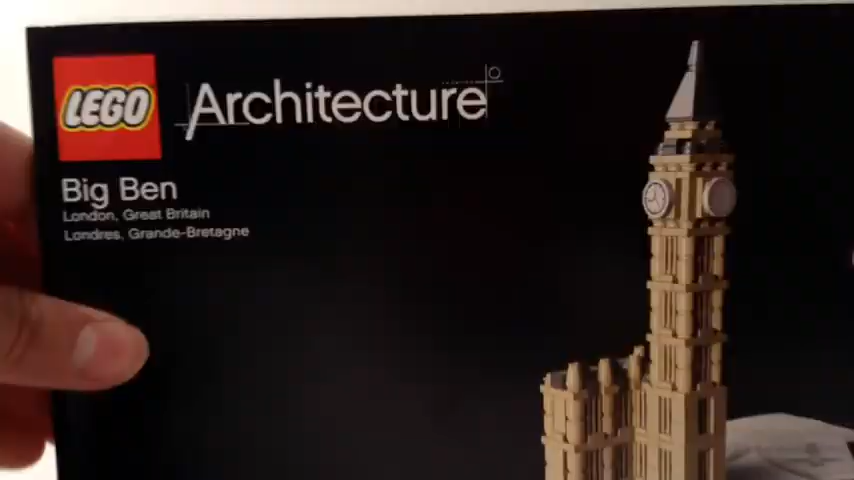 LEGO Architecture
Big Ben
London, Great Britain
Londres, Grande-Bretagne